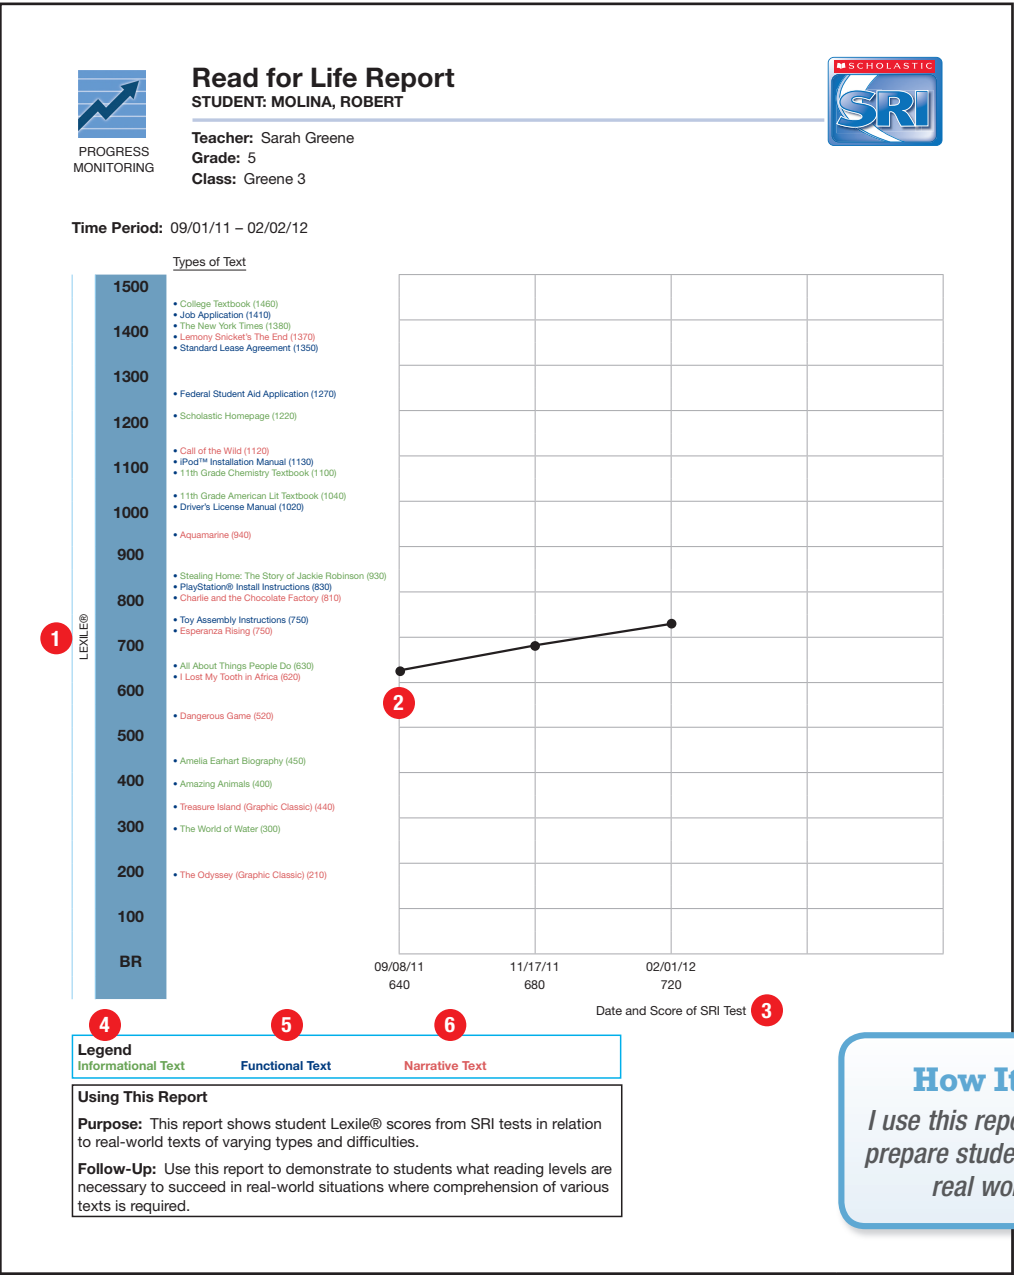 Read for Life Report
STUDENT: MOLINA, ROBERT
SCHOLASTIC
SRI
PROGRESS
MONITORING
Teacher: Sarah Greene
Grade: 5
Class: Greene 3
Time Period: 09/01/11 – 02/02/12
Types of Text
1500
• College Textbook (1460)
• Job Application (1410)
• The New York Times (1380)
1400
• Lemony Snicket's The End (1370)
• Standard Lease Agreement (1350)
1300
• Federal Student Aid Application (1270)
• Scholastic Homepage (1220)
1200
• Call of the Wild (1120)
• iPod™ Installation Manual (1130)
1100
• 11th Grade Chemistry Textbook (1100)
• 11th Grade American Lit Textbook (1040)
• Driver's License Manual (1020)
1000
• Aquamarine (940)
900
• Stealing Home: The Story of Jackie Robinson (930)
• PlayStation® Install Instructions (830)
800
• Charlie and the Chocolate Factory (810)
• Toy Assembly Instructions (750)
• Esperanza Rising (750)
1
LEXILE®
700
• All About Things People Do (630)
• I Lost My Tooth in Africa (620)
600
2
• Dangerous Game (520)
500
• Amelia Earhart Biography (450)
400
• Amazing Animals (400)
• Treasure Island (Graphic Classic) (440)
300
• The World of Water (300)
200
• The Odyssey (Graphic Classic) (210)
100
BR
09/08/11 11/17/11 02/01/12
640 680 720
Date and Score of SRI Test 3
4 5 6
Legend
Informational Text Functional Text Narrative Text
Using This Report
Purpose: This report shows student Lexile® scores from SRI tests in relation
to real-world texts of varying types and difficulties.
Follow-Up: Use this report to demonstrate to students what reading levels are
necessary to succeed in real-world situations where comprehension of various
texts is required.
How It
I use this repo
prepare stude
real wo